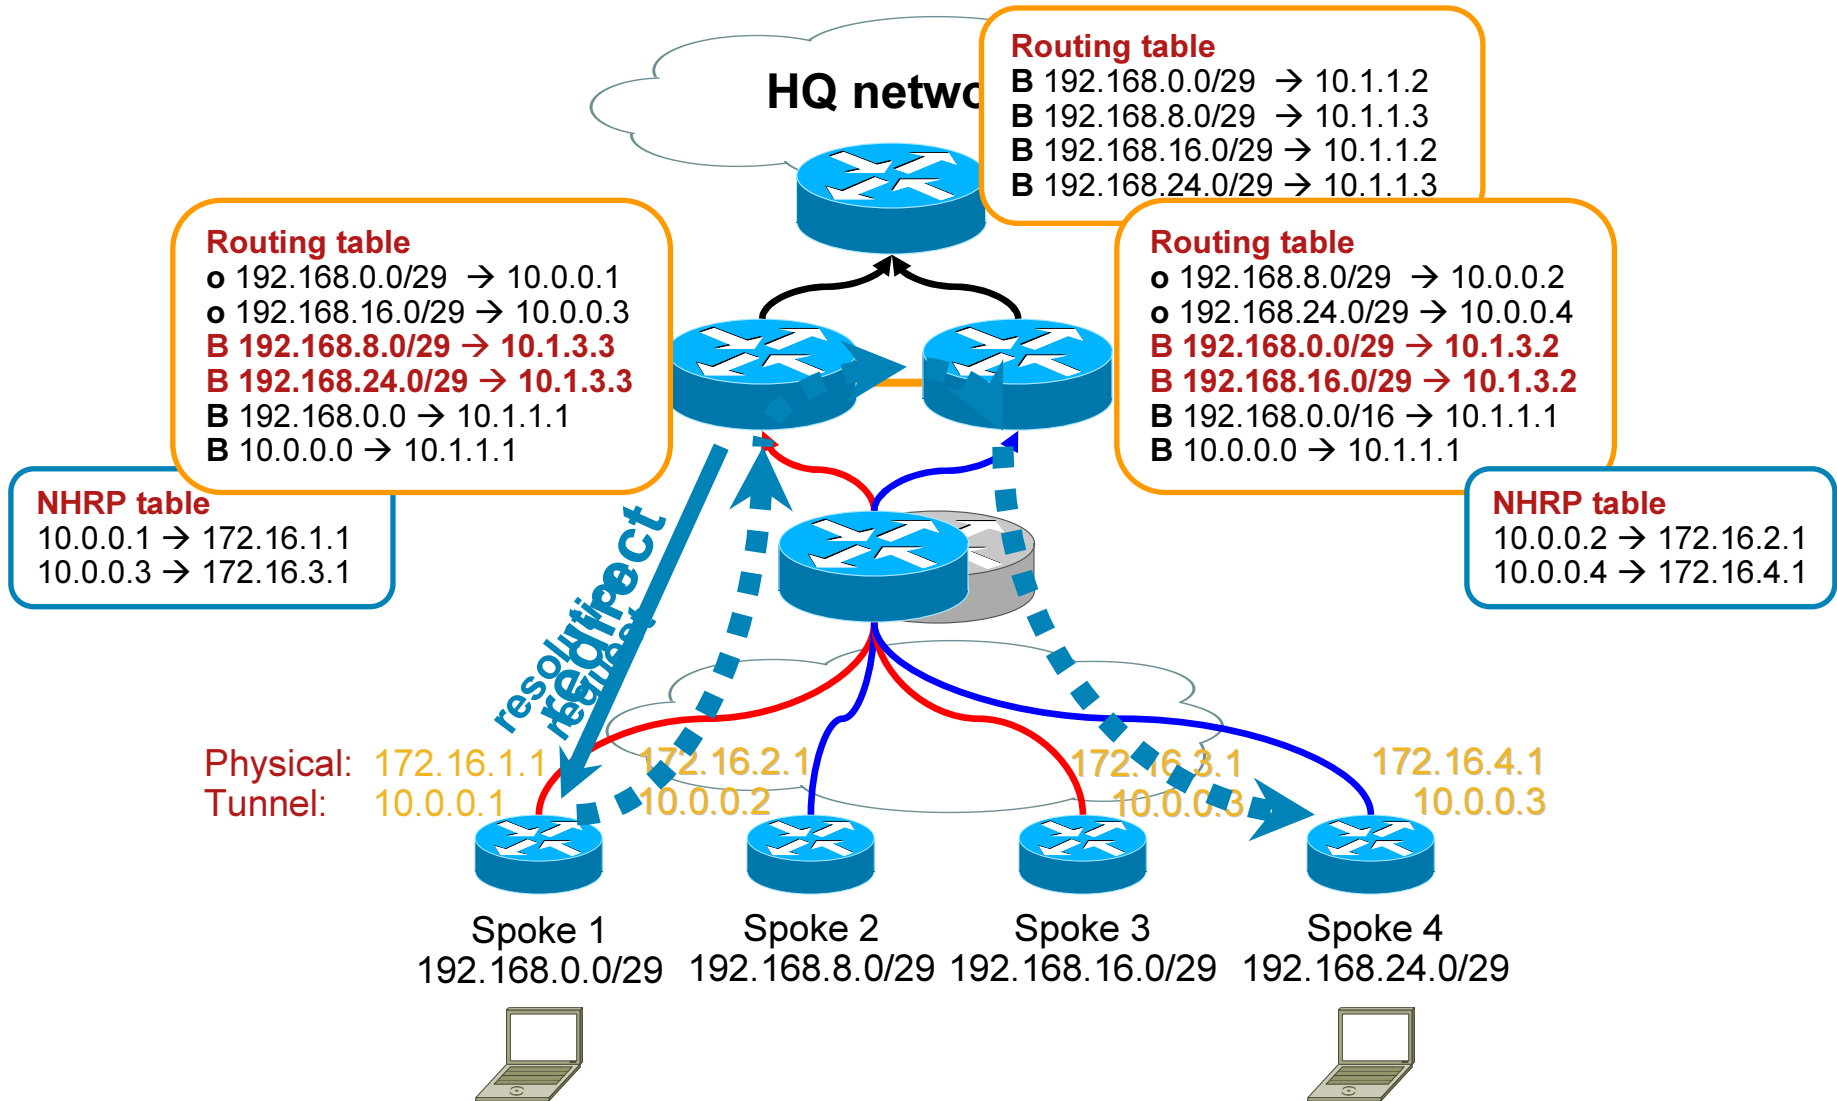 HQ netwo
Routing table
B 192.168.0.0/29 → 10.1.1.2
B 192.168.8.0/29 → 10.1.1.3
B 192.168.16.0/29 → 10.1.1.2
B 192.168.24.0/29 → 10.1.1.3
Routing table
o 192.168.0.0/29 → 10.0.0.1
o 192.168.16.0/29 → 10.0.0.3
B 192.168.8.0/29 → 10.1.3.3
B 192.168.24.0/29 → 10.1.3.3
B 192.168.0.0 → 10.1.1.1
B 10.0.0.0 → 10.1.1.1
Routing table
o 192.168.8.0/29 → 10.0.0.2
o 192.168.24.0/29 → 10.0.0.4
B 192.168.0.0/29 → 10.1.3.2
B 192.168.16.0/29 → 10.1.3.2
B 192.168.0.0/16 → 10.1.1.1
B 10.0.0.0 → 10.1.1.1
NHRP table
10.0.0.1 → 172.16.1.1
10.0.0.3 → 172.16.3.1
NHRP table
10.0.0.2 → 172.16.2.1
10.0.0.4 → 172.16.4.1
redirect
resolution
request
Physical: 172.16.1.1 172.16.2.1 172.16.3.1 172.16.4.1
Tunnel: 10.0.0.1 10.0.0.2 10.0.0.3 10.0.0.3
Spoke 1 Spoke 2 Spoke 3 Spoke 4
192.168.0.0/29 192.168.8.0/29 192.168.16.0/29 192.168.24.0/29